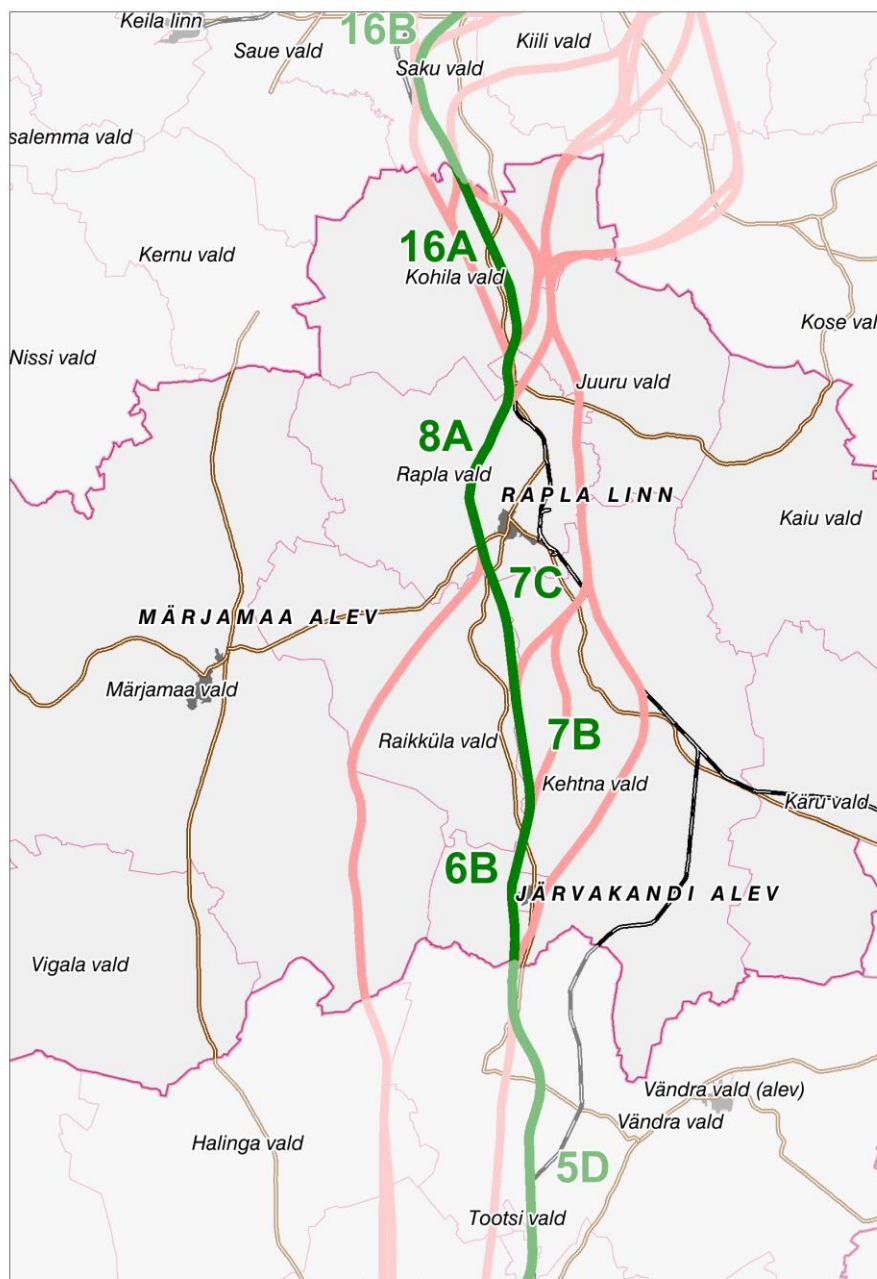 Keila linn
16B
Kiili vald
Saue vald
Saku vald
salemma vald
16A
Kernu vald
Kohila vald
Kose val
Nissi vald
Juuru vald
8A
Rapla vald
RAPLA LINN
Kaiu vald
7C
MÄRJAMAA ALEV
Märjamaa vald
7B
Raikküla vald
Kehtna vald
Käru vald
6B
JÄRVAKANDI ALEV
Vigala vald
Vändra vald (alev)
Vändra vald
Halinga vald
5D
Tootsi vald